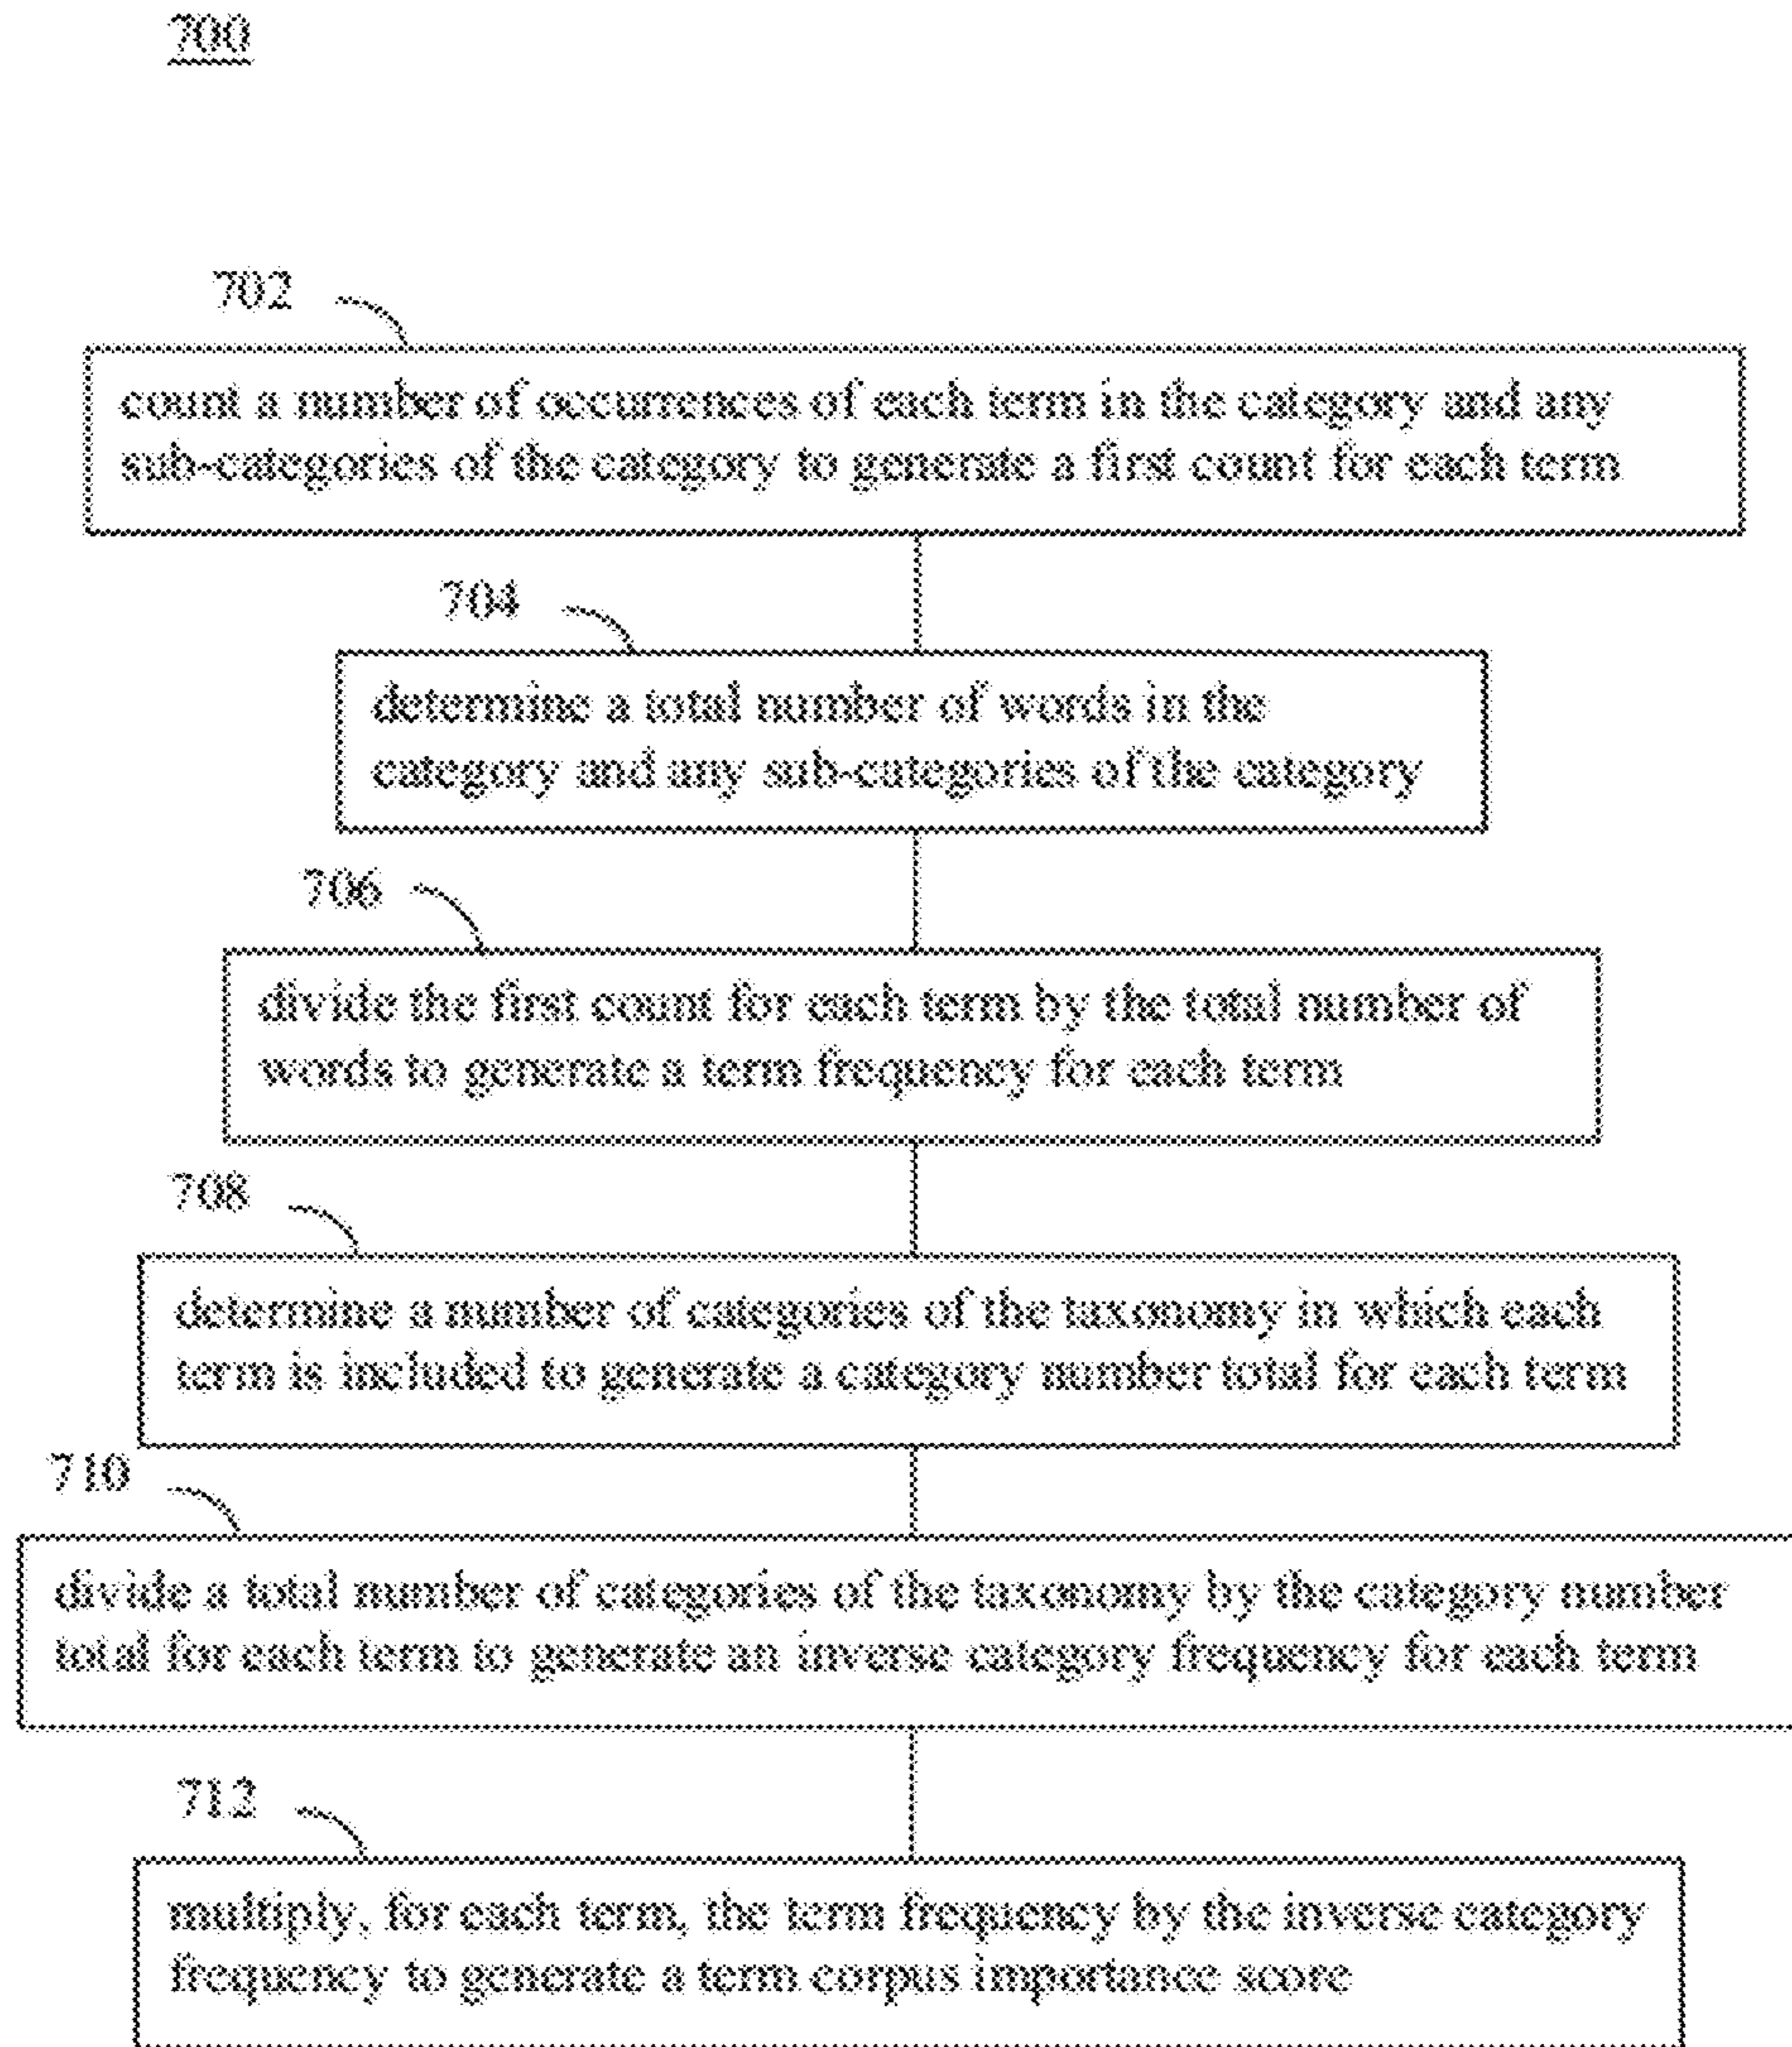 700
702
count a number of occurrences of each term in the category and any
sub-categories of the category to generate a first count for each term
704
determine a total number of words in the
category and any sub-categories of the category
706
divide the first count for each term by the total number of
words to generate a term frequency for each term
708
determine a number of categories of the taxonomy in which each
term is included to generate a category number total for each term
710
divide a total number of categories of the taxonomy by the category number
total for each term to generate an inverse category frequency for each term
712
multiply, for each term, the term frequency by the inverse category
frequency to generate a term corpus importance score